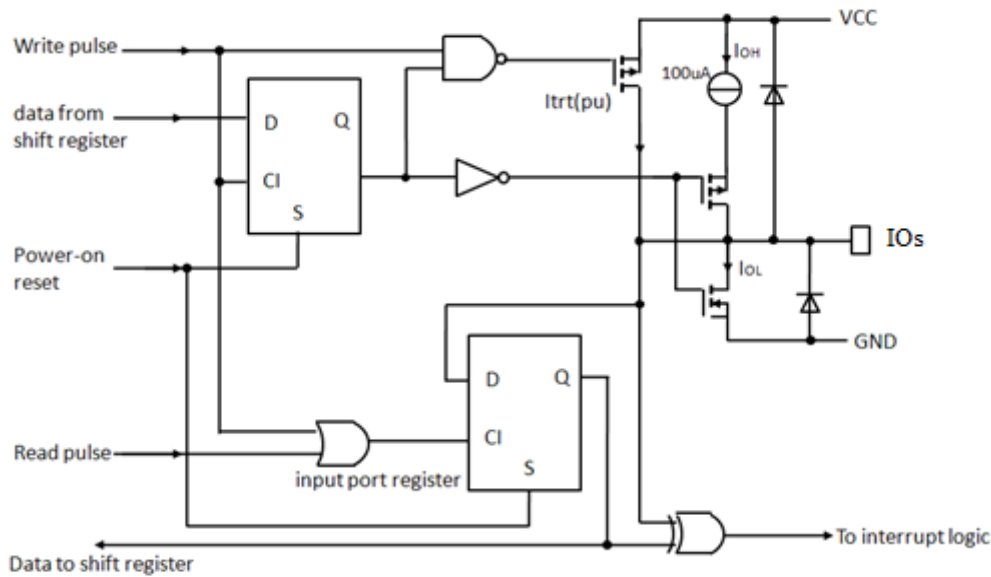 Write pulse
data from
shift register
Power-on
reset
Read pulse
Data to shift register
D
Q
CI
S
Itrt(pu)
IOH
100uA
VCC
IOs
IOL
GND
D
Q
CI
S
input port register
To interrupt logic